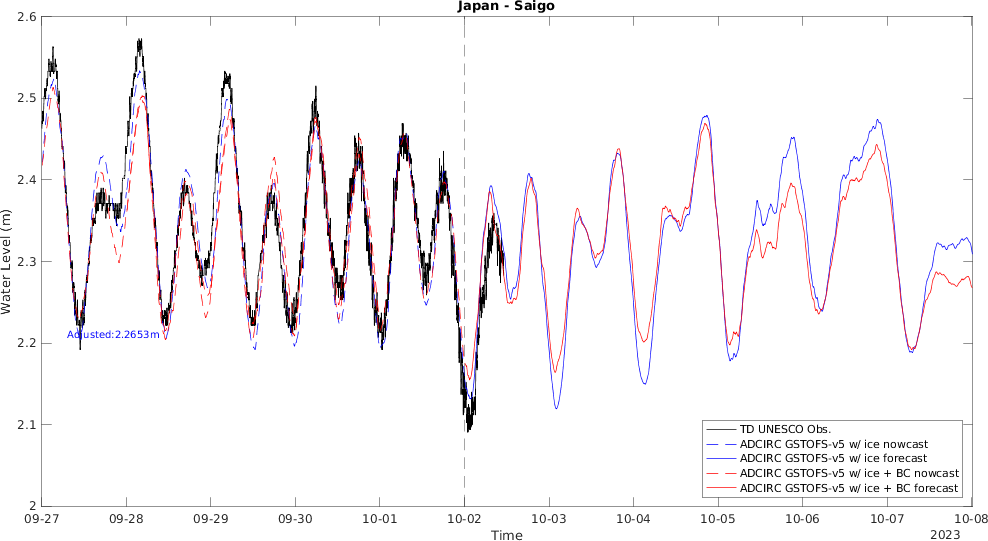 Japan - Saigo
2.6
2.5
2.4
2.3
2.2
2.1
2
Water Level (m)
Adjusted:2.2653m
TD UNESCO Obs.
ADCIRC GSTOFS-v5 w/ ice nowcast
ADCIRC GSTOFS-v5 w/ ice forecast
ADCIRC GSTOFS-v5 w/ ice + BC nowcast
ADCIRC GSTOFS-v5 w/ ice + BC forecast
09-27 09-28 09-29 09-30 10-01 10-02 10-03 10-04 10-05 10-06 10-07 10-08
Time
2023